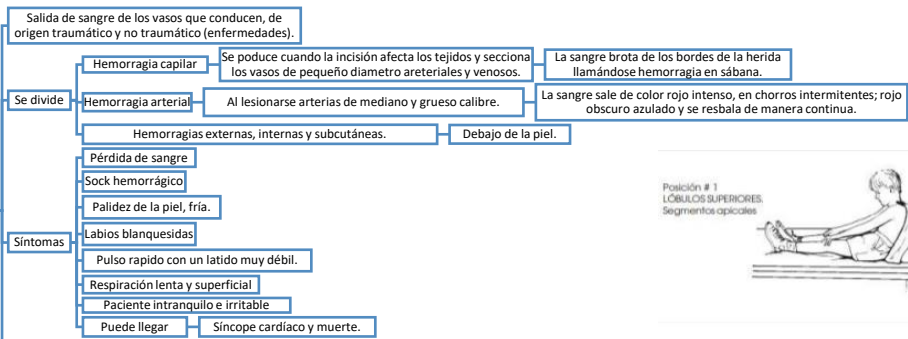 Salida de sangre de los vasos que conducen, de
origen traumático y no traumático (enfermedades).
Se divide
Hemorragia capilar
Se poduce cuando la incisión afecta los tejidos y secciona
los vasos de pequeño diametro areteriales y venosos.
La sangre brota de los bordes de la herida
llamándose hemorragia en sábana.
Hemorragia arterial
Al lesionarse arterias de mediano y grueso calibre.
La sangre sale de color rojo intenso, en chorros intermitentes; rojo
obscuro azulado y se resbala de manera continua.
Hemorragias externas, internas y subcutáneas.
Debajo de la piel.
Síntomas
Pérdida de sangre
Sock hemorrágico
Palidez de la piel, fría.
Labios blanquesidas
Pulso rapido con un latido muy débil.
Respiración lenta y superficial
Paciente intranquilo e irritable
Puede llegar
Síncope cardíaco y muerte.
Posición # 1
LÓBULOS SUPERIORES.
Segmentos apicales